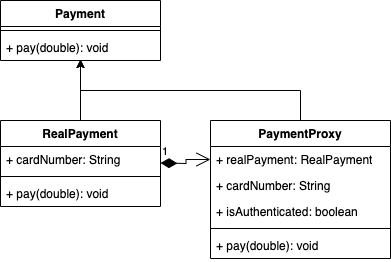 Payment
+ pay(double): void
RealPayment
+ cardNumber: String
+ pay(double): void
1
PaymentProxy
+ realPayment: RealPayment
+ cardNumber: String
+ isAuthenticated: boolean
+ pay(double): void